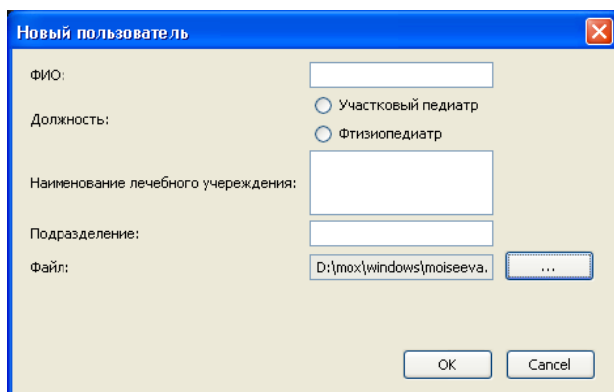 Новый пользователь
ФИО:
Должность:
Участковый педиатр
Фтизиопедиатр
Наименование лечебного учереждения:
Подразделение:
Файл:
D:\mox\windows\moiseeva.
...
OK
Cancel